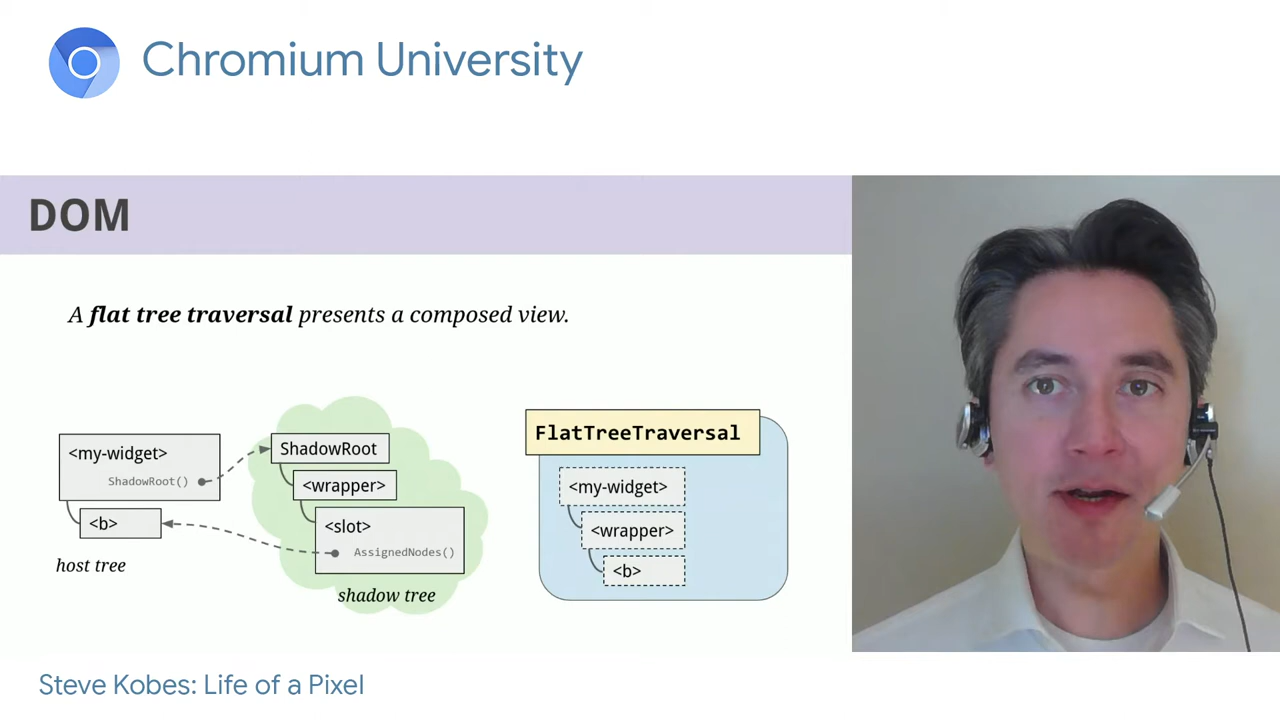 Chromium University
DOM
A flat tree traversal presents a composed view.
<my-widget>
ShadowRoot()
<b>
host tree
ShadowRoot
<wrapper>
<slot>
AssignedNodes()
shadow tree
FlatTreeTraversal
<my-widget>
<wrapper>
<b>
Steve Kobes: Life of a Pixel